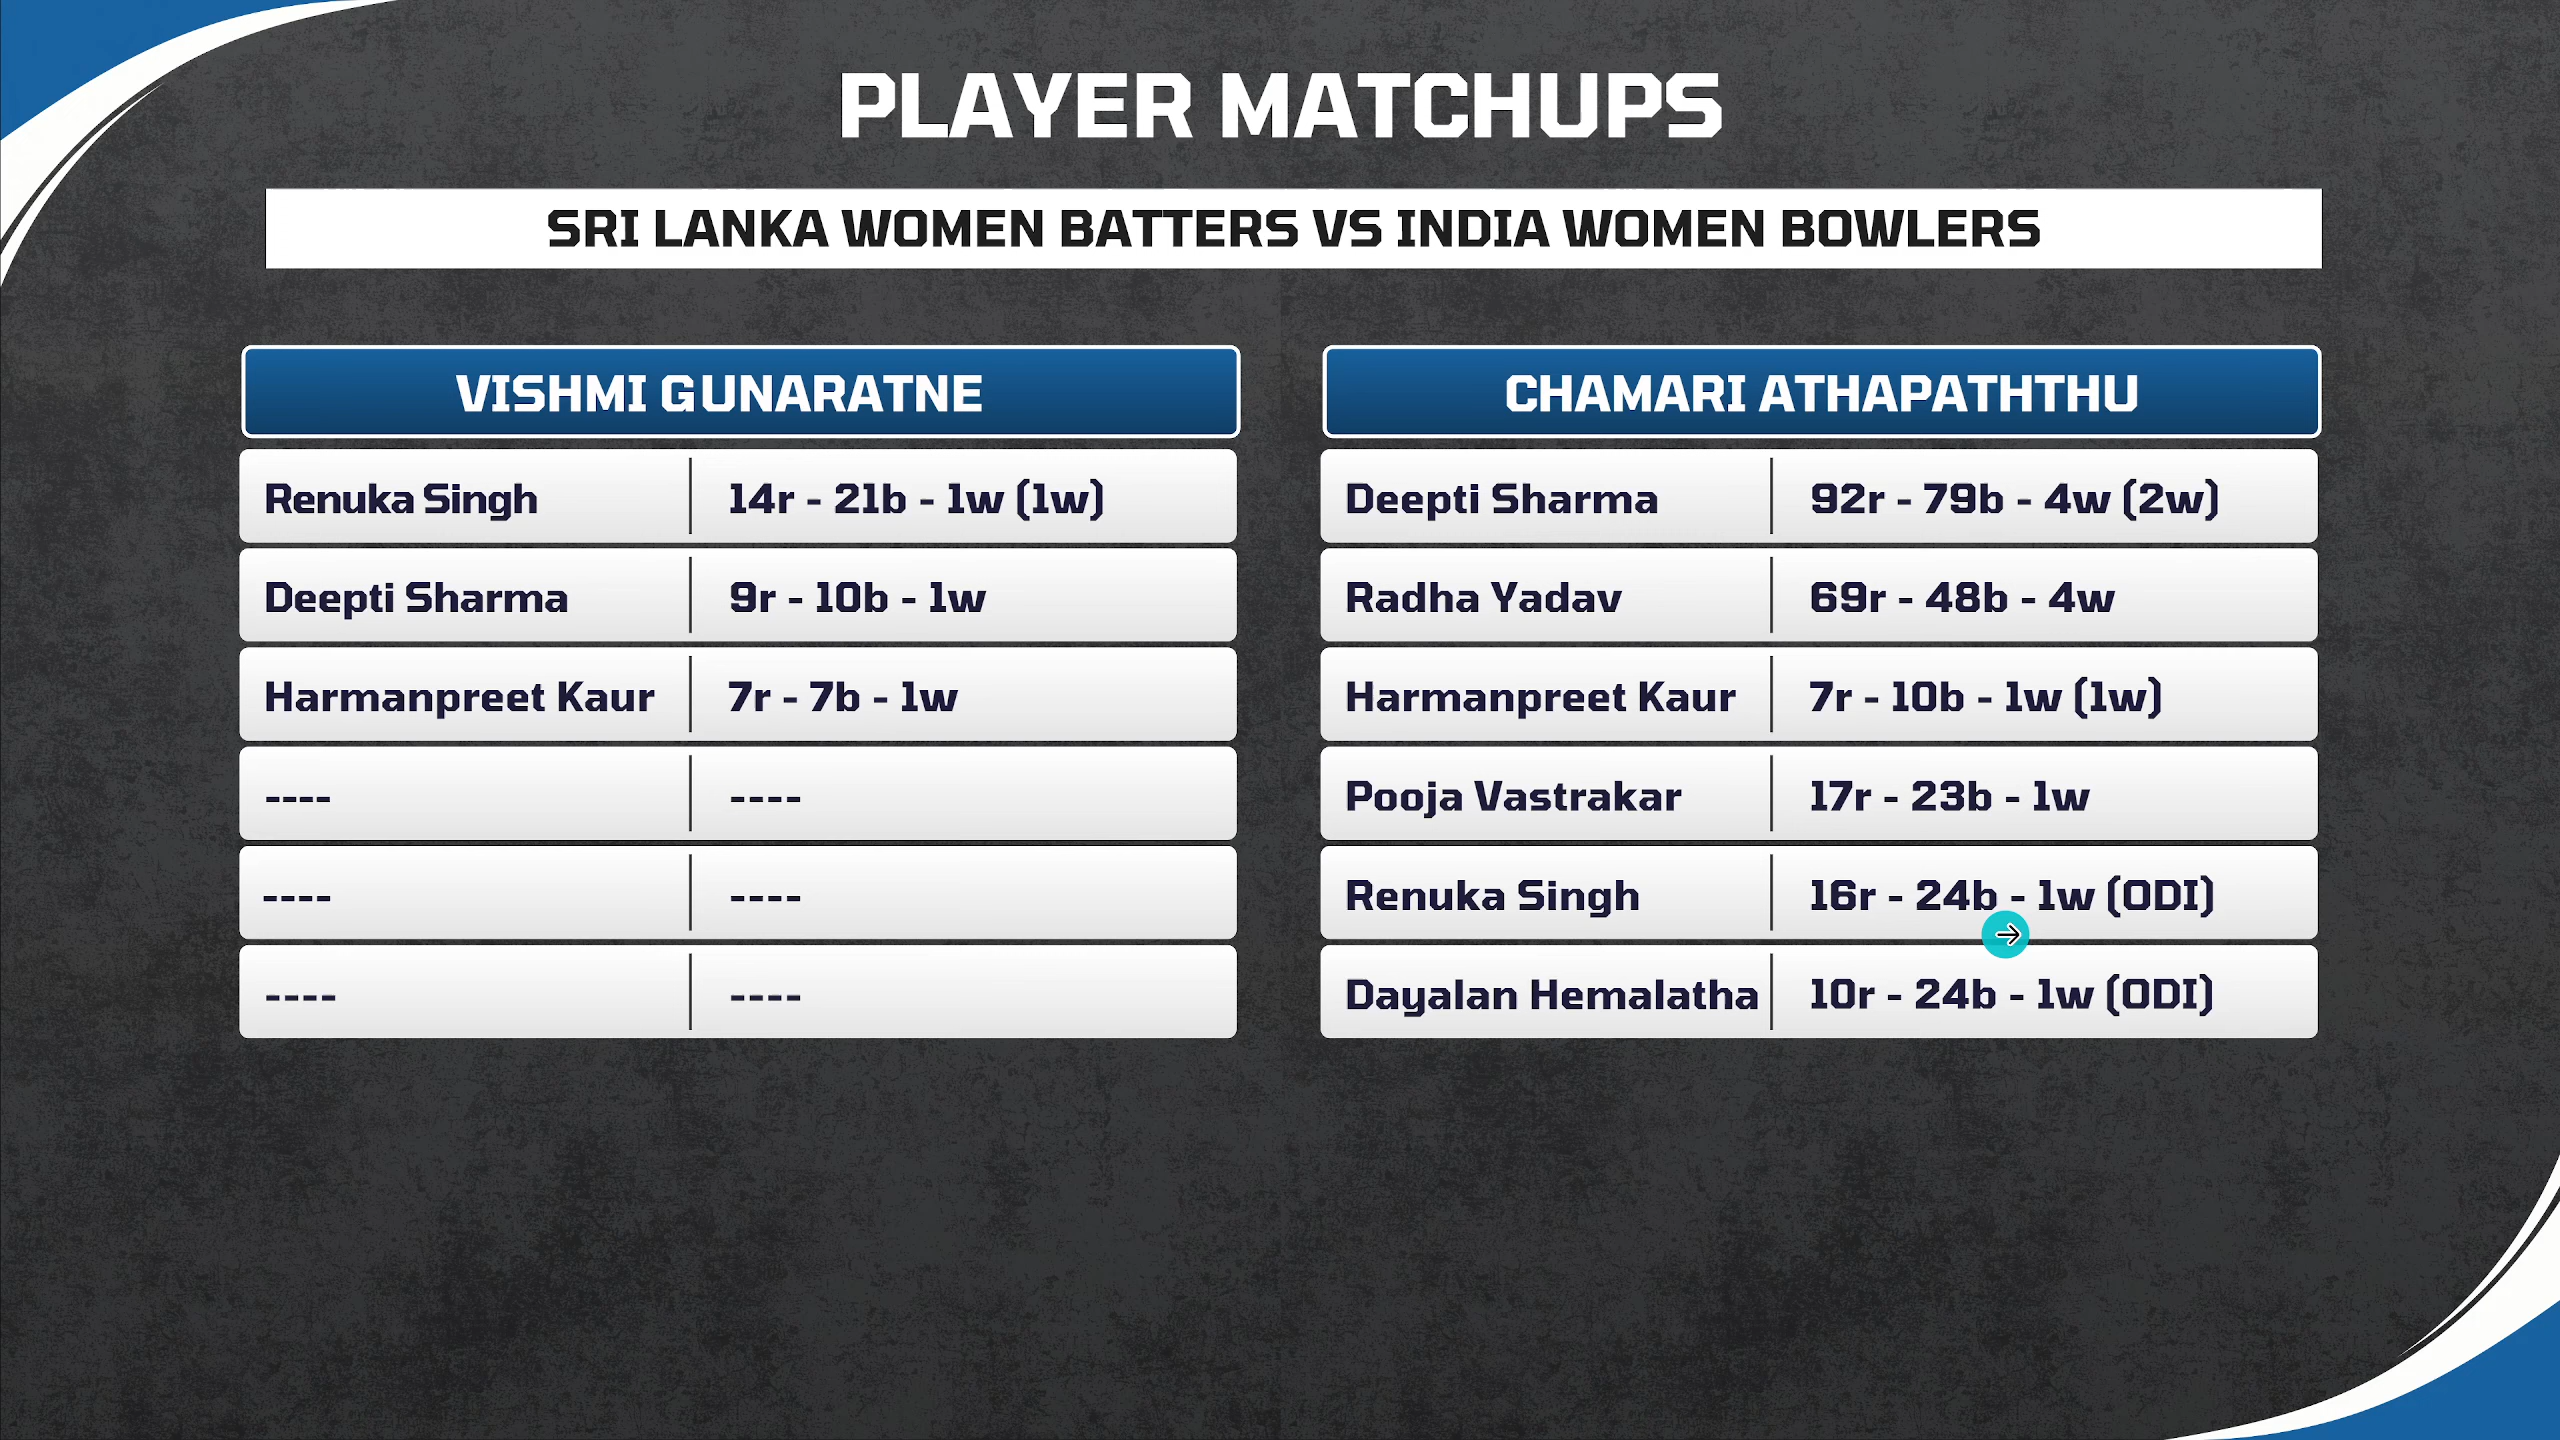 PLAYER MATCHUPS
SRI LANKA WOMEN BATTERS VS INDIA WOMEN BOWLERS
VISHMI GUNARATNE
Renuka Singh 14r - 21b - 1w (1w)
Deepti Sharma 9r - 10b - 1w
Harmanpreet Kaur 7r - 7b - 1w
---- ----
---- ----
---- ----
CHAMARI ATHAPATHTHU
Deepti Sharma 92r - 79b - 4w (2w)
Radha Yadav 69r - 48b - 4w
Harmanpreet Kaur 7r - 10b - 1w (1w)
Pooja Vastrakar 17r - 23b - 1w
Renuka Singh 16r - 24b - 1w (ODI)
Dayalan Hemalatha 10r - 24b - 1w (ODI)